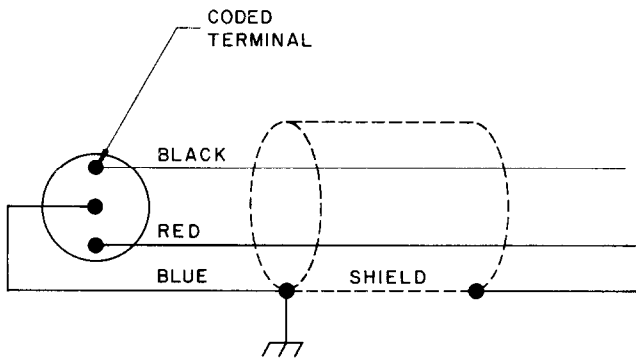 CODED
TERMINAL
BLACK
RED
BLUE
SHIELD